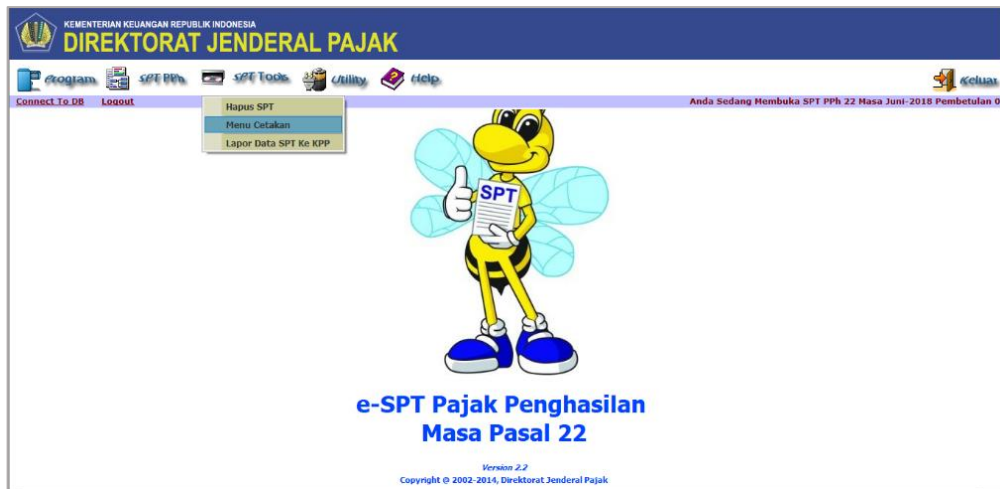 KEMENTERIAN KEUANGAN REPUBLIK INDONESIA
DIREKTORAT JENDERAL PAJAK
Program SPT PPh SPT Tools Utility Help Keluar
Connect To DB Logout Anda Sedang Membuka SPT PPh 22 Masa Juni-2018 Pembetulan 0
Hapus SPT
Menu Cetakan
Lapor Data SPT Ke KPP
SPT
e-SPT Pajak Penghasilan
Masa Pasal 22
Version 2.2
Copyright @ 2002-2014, Direktorat Jenderal Pajak